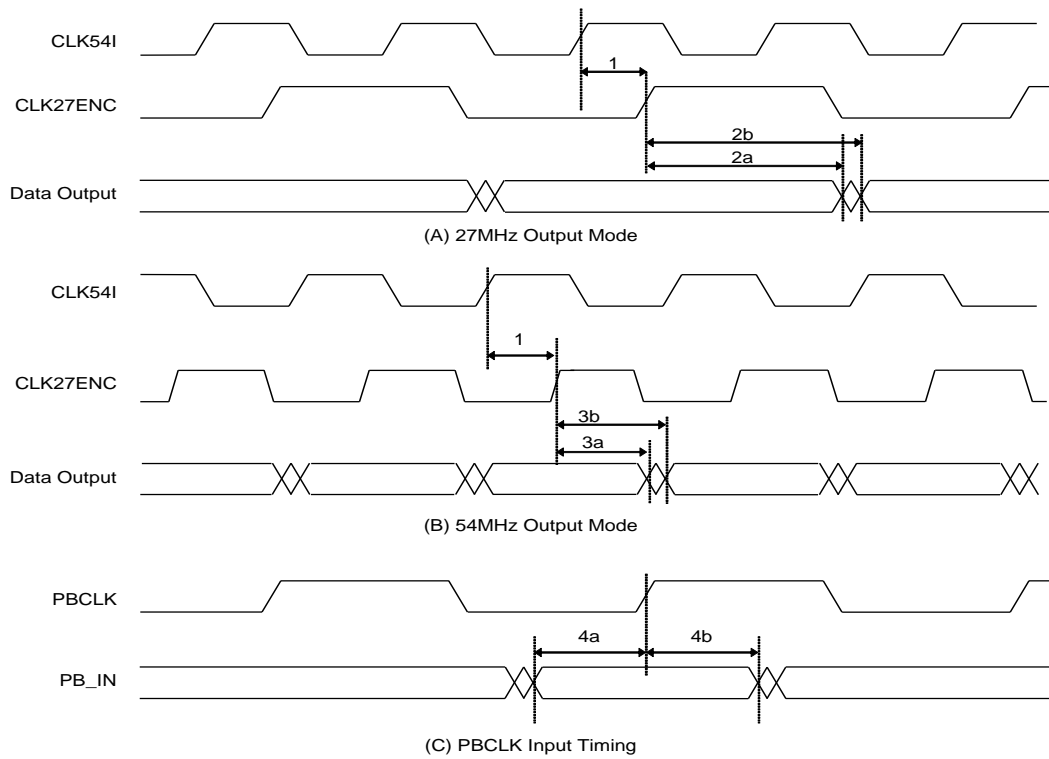 CLK54I
1
CLK27ENC
2b
2a
Data Output
(A) 27MHz Output Mode
CLK54I
1
CLK27ENC
3b
3a
Data Output
(B) 54MHz Output Mode
PBCLK
4a 4b
PB_IN
(C) PBCLK Input Timing